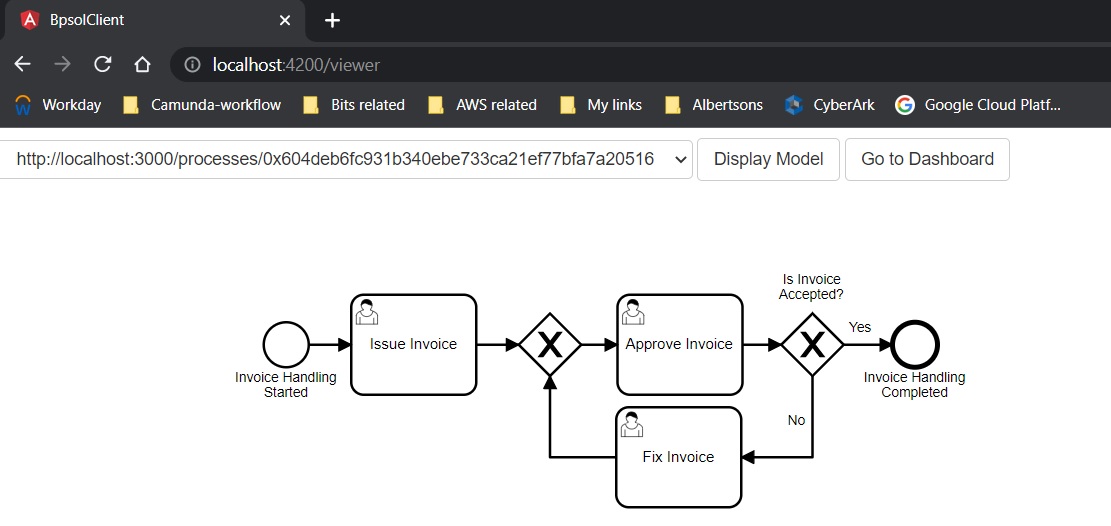 BpsolClient
localhost:4200/viewer
Workday Camunda-workflow Bits related AWS related My links Albertsons CyberArk Google Cloud Platf...
http://localhost:3000/processes/0x604deb6fc931b340ebe733ca21ef77bfa7a20516 Display Model Go to Dashboard
Is Invoice
Accepted?
Yes
Issue Invoice
X
Approve Invoice
X
Invoice Handling
Started
Invoice Handling
Completed
No
Fix Invoice